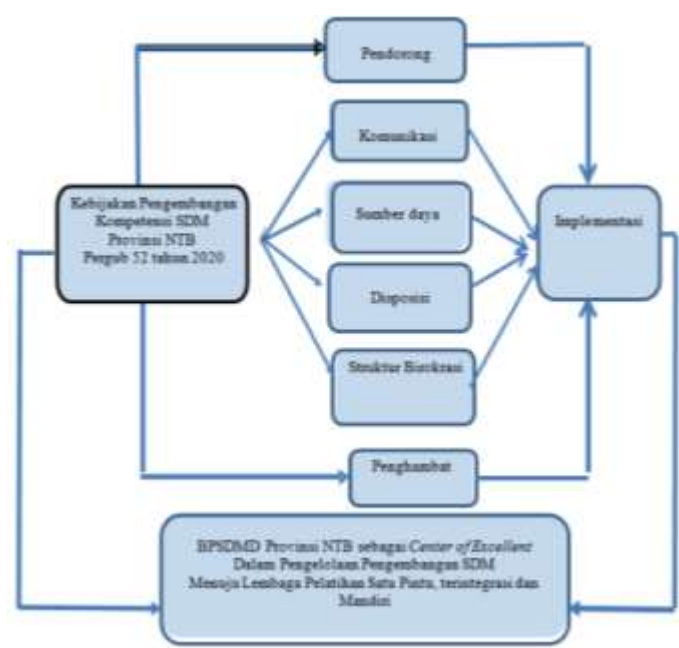 Pendorong
Komunikasi
Kebijakan Pengembangan
Kompetensi SDM
Provinsi NTB
Pergub 52 tahun 2020
Sumber daya
Implementasi
Disposisi
Struktur Birokrasi
Penghambat
BPSDMD Provinsi NTB sebagai Center of Excellent
Dalam Pengelolaan Pengembangan SDM
Menuju Lembaga Pelatihan Satu Pintu, terintegrasi dan
Mandiri